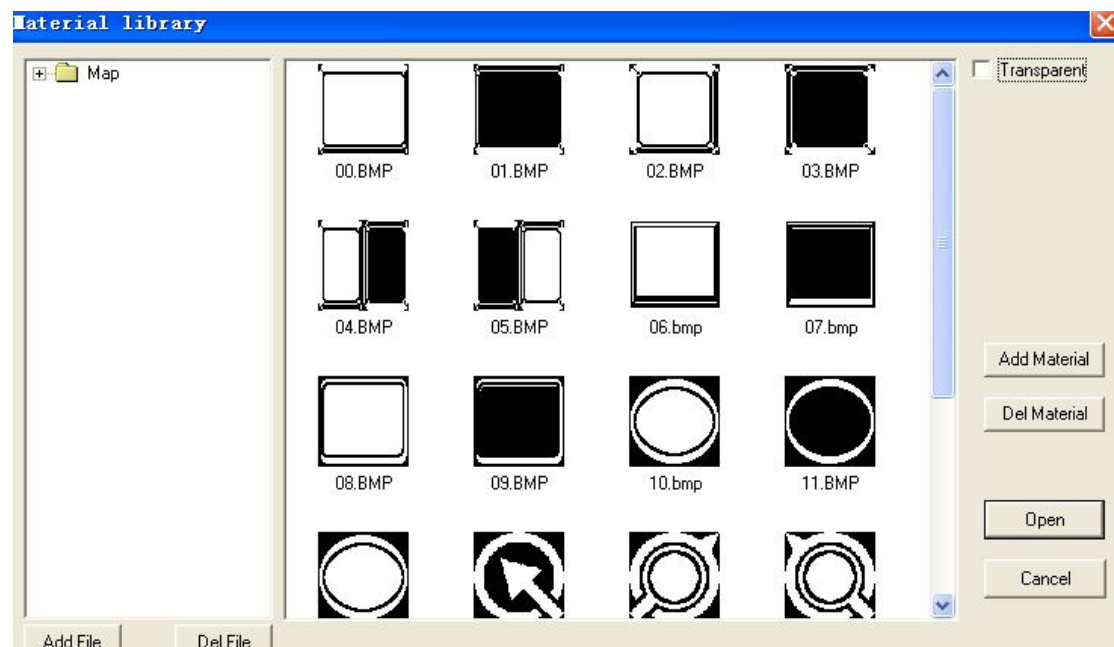 Material library
Map
Transparent
00.BMP 01.BMP 02.BMP 03.BMP
04.BMP 05.BMP 06.bmp 07.bmp
Add Material
Del Material
08.BMP 09.BMP 10.bmp 11.BMP
Open
Cancel
Add File Del File